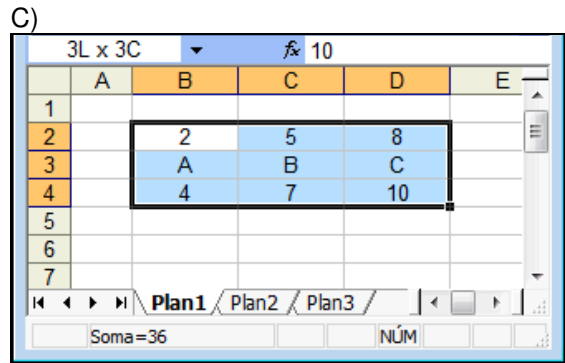 C)
3L x 3C fx 10
A B C D E
1
2 2 5 8
3 A B C
4 4 7 10
5
6
7
Plan1 / Plan2 / Plan3 /
Soma=36 NÚM